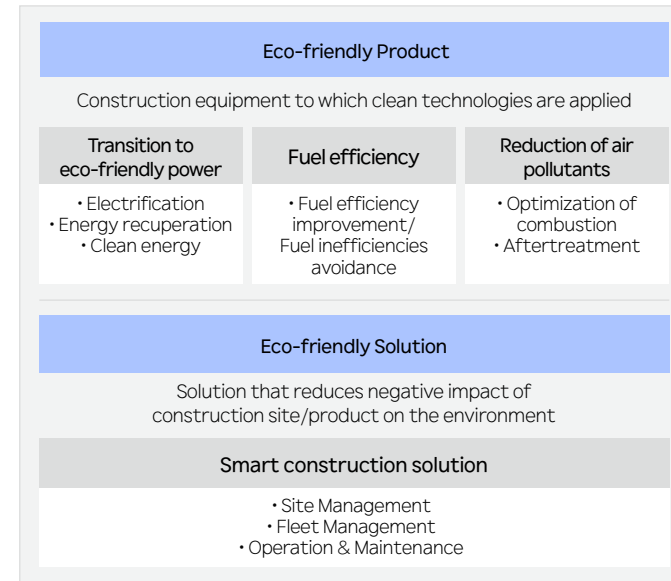 Eco-friendly Product
Construction equipment to which clean technologies are applied
Transition to
eco-friendly power
• Electrification
• Energy recuperation
• Clean energy
Fuel efficiency
• Fuel efficiency
improvement/
Fuel inefficiencies
avoidance
Reduction of air
pollutants
• Optimization of
combustion
• Aftertreatment
Eco-friendly Solution
Solution that reduces negative impact of
construction site/product on the environment
Smart construction solution
• Site Management
• Fleet Management
• Operation & Maintenance